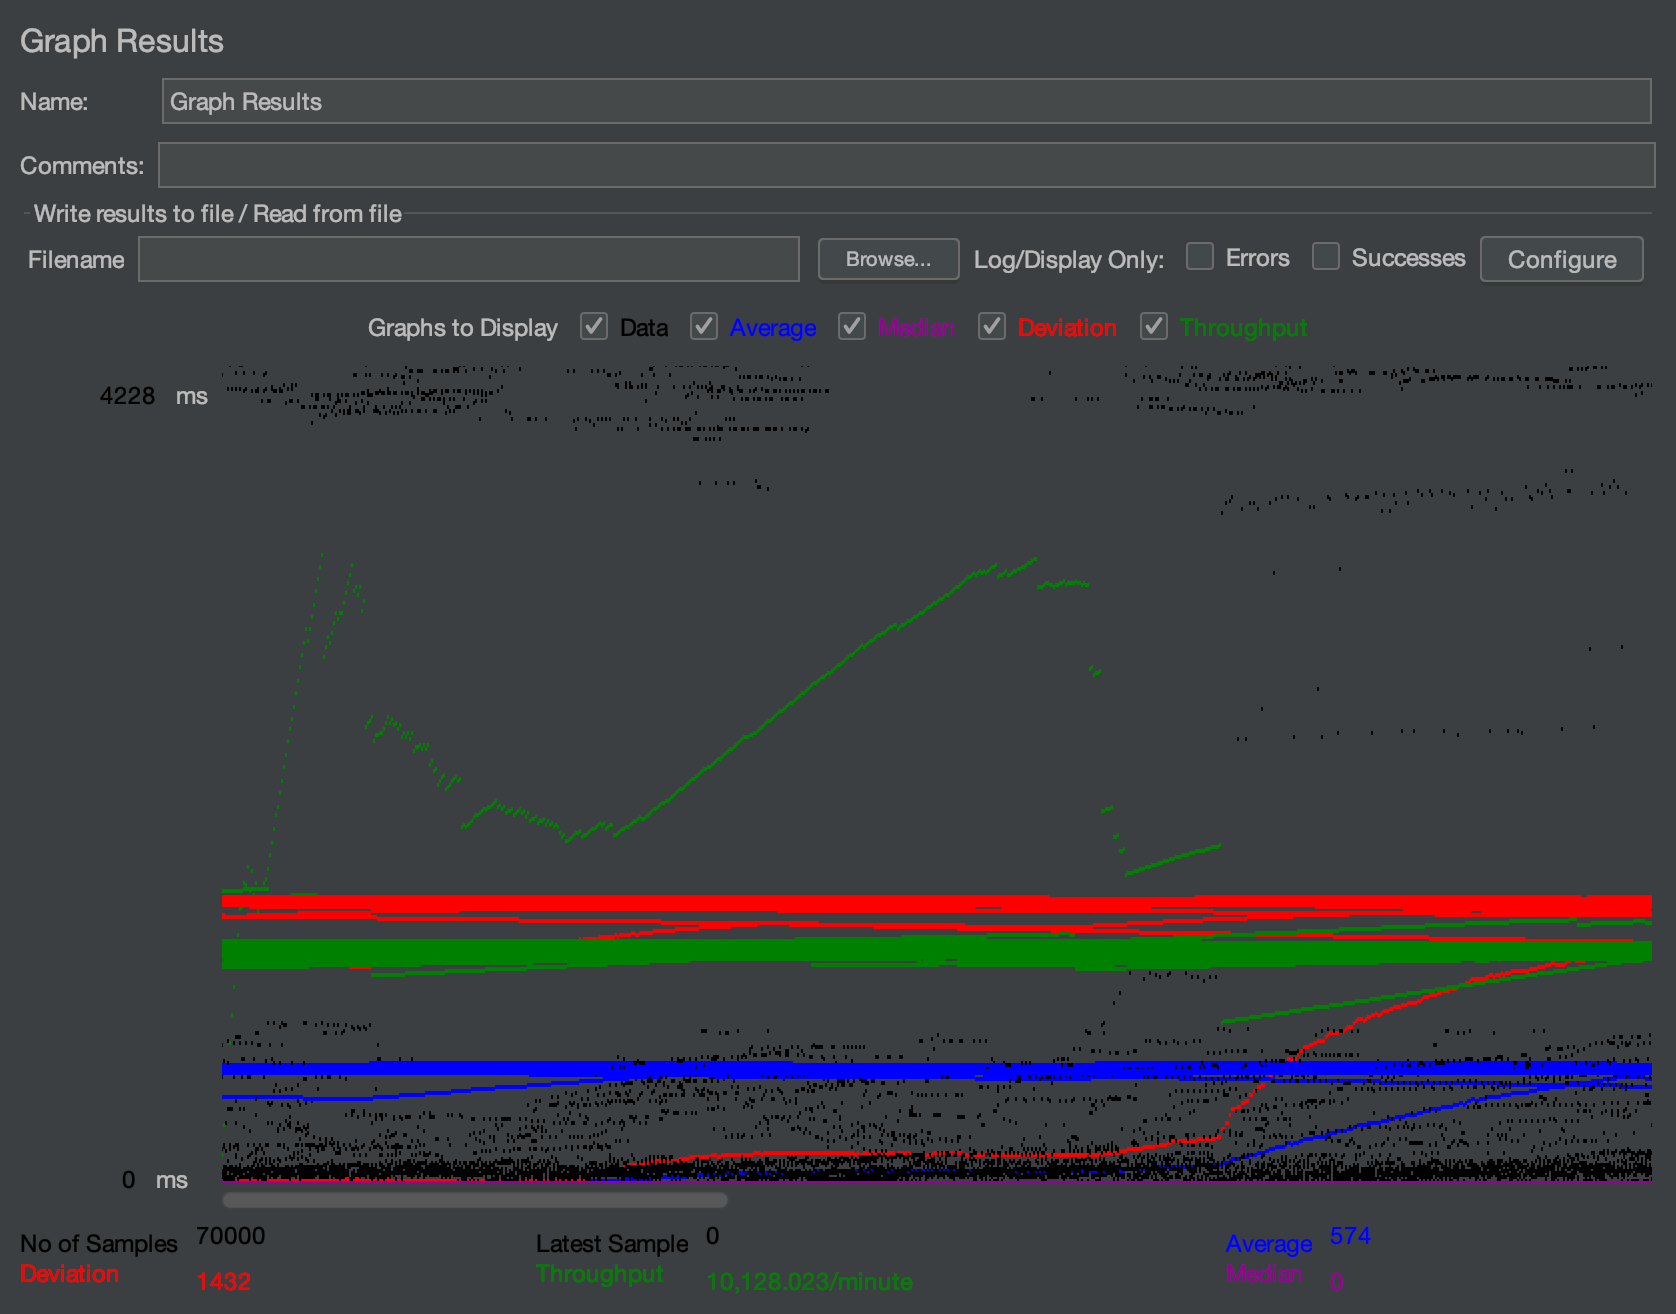 Graph Results
Name: Graph Results
Comments:
Write results to file / Read from file
Filename Browse... Log/Display Only: Errors Successes Configure
Graphs to Display Data Average Median Deviation Throughput
4228 ms
0 ms
No of Samples 70000 Latest Sample 0 Average 574
Deviation 1432 Throughput 10,128.023/minute Median 0